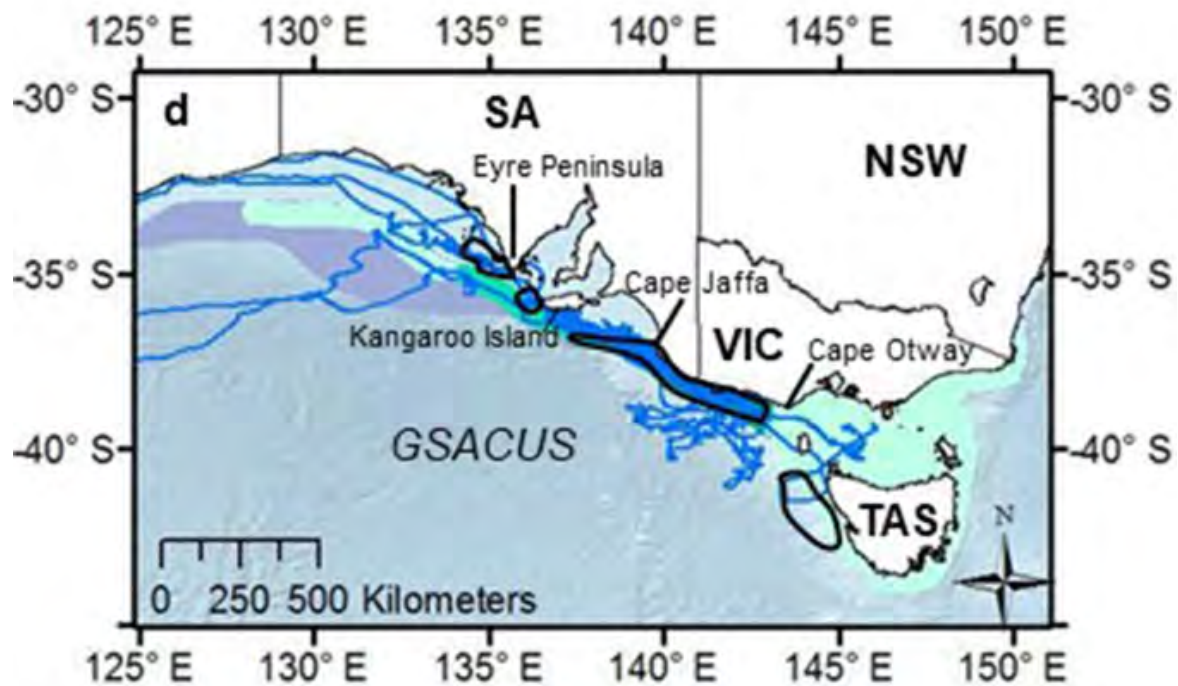 125° E 130° E 135° E 140° E 145° E 150° E
-30° S d SA -30° S
NSW
Eyre Peninsula
-35° S Cape Jaffa -35° S
Kangaroo Island VIC Cape Otway
-40° S GSACUS -40° S
TAS N
0 250 500 Kilometers
125° E 130° E 135° E 140° E 145° E 150° E